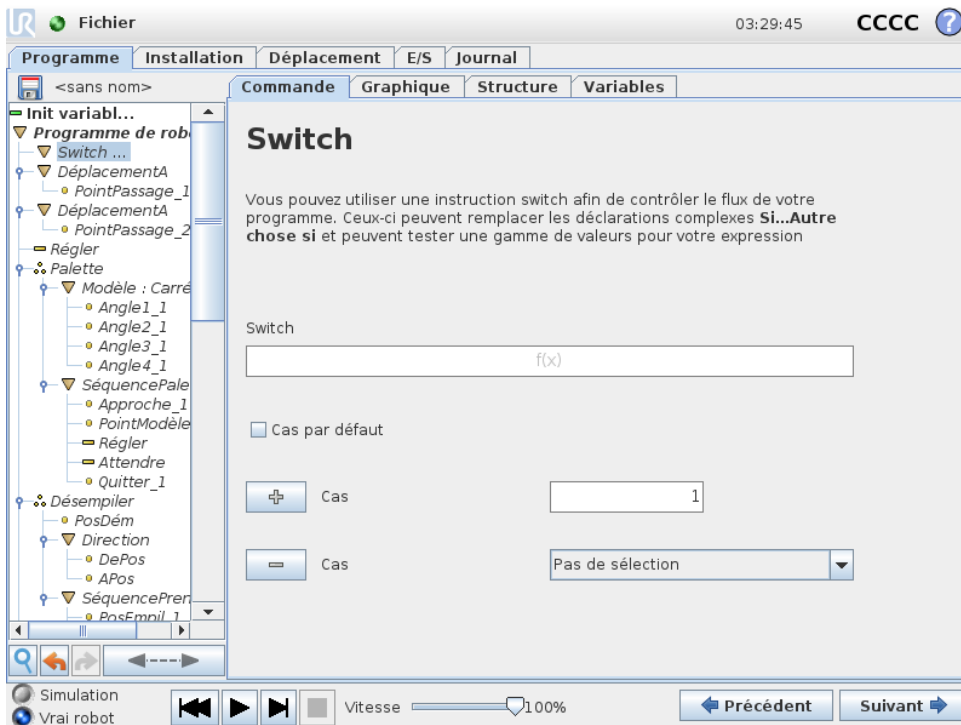 UR Fichier 03:29:45 CCCC ?
Programme Installation Déplacement E/S Journal
<sans nom> Commande Graphique Structure Variables
Init variabl...
Programme de rob
Switch ...
DéplacementA
PointPassage_1
DéplacementA
PointPassage_2
Régler
Palette
Modèle : Carré
Angle1_1
Angle2_1
Angle3_1
Angle4_1
SéquencePale
Approche_1
PointModèle
Régler
Attendre
Quitter_1
Désempiler
PosDém
Direction
DePos
APos
SéquencePren
PosEmpil_1
Switch
Vous pouvez utiliser une instruction switch afin de contrôler le flux de votre
programme. Ceux-ci peuvent remplacer les déclarations complexes Si...Autre
chose si et peuvent tester une gamme de valeurs pour votre expression
Switch
f(x)
Cas par défaut
Cas 1
Cas Pas de sélection
Simulation
Vrai robot
Vitesse 100%
Précédent Suivant